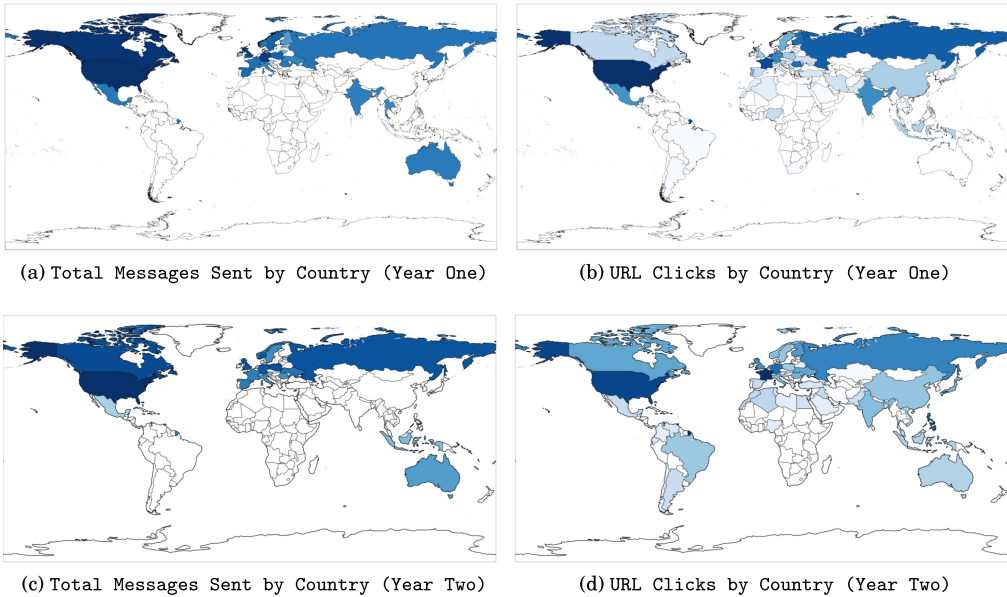 (a) Total Messages Sent by Country (Year One)
(b) URL Clicks by Country (Year One)
(c) Total Messages Sent by Country (Year Two)
(d) URL Clicks by Country (Year Two)